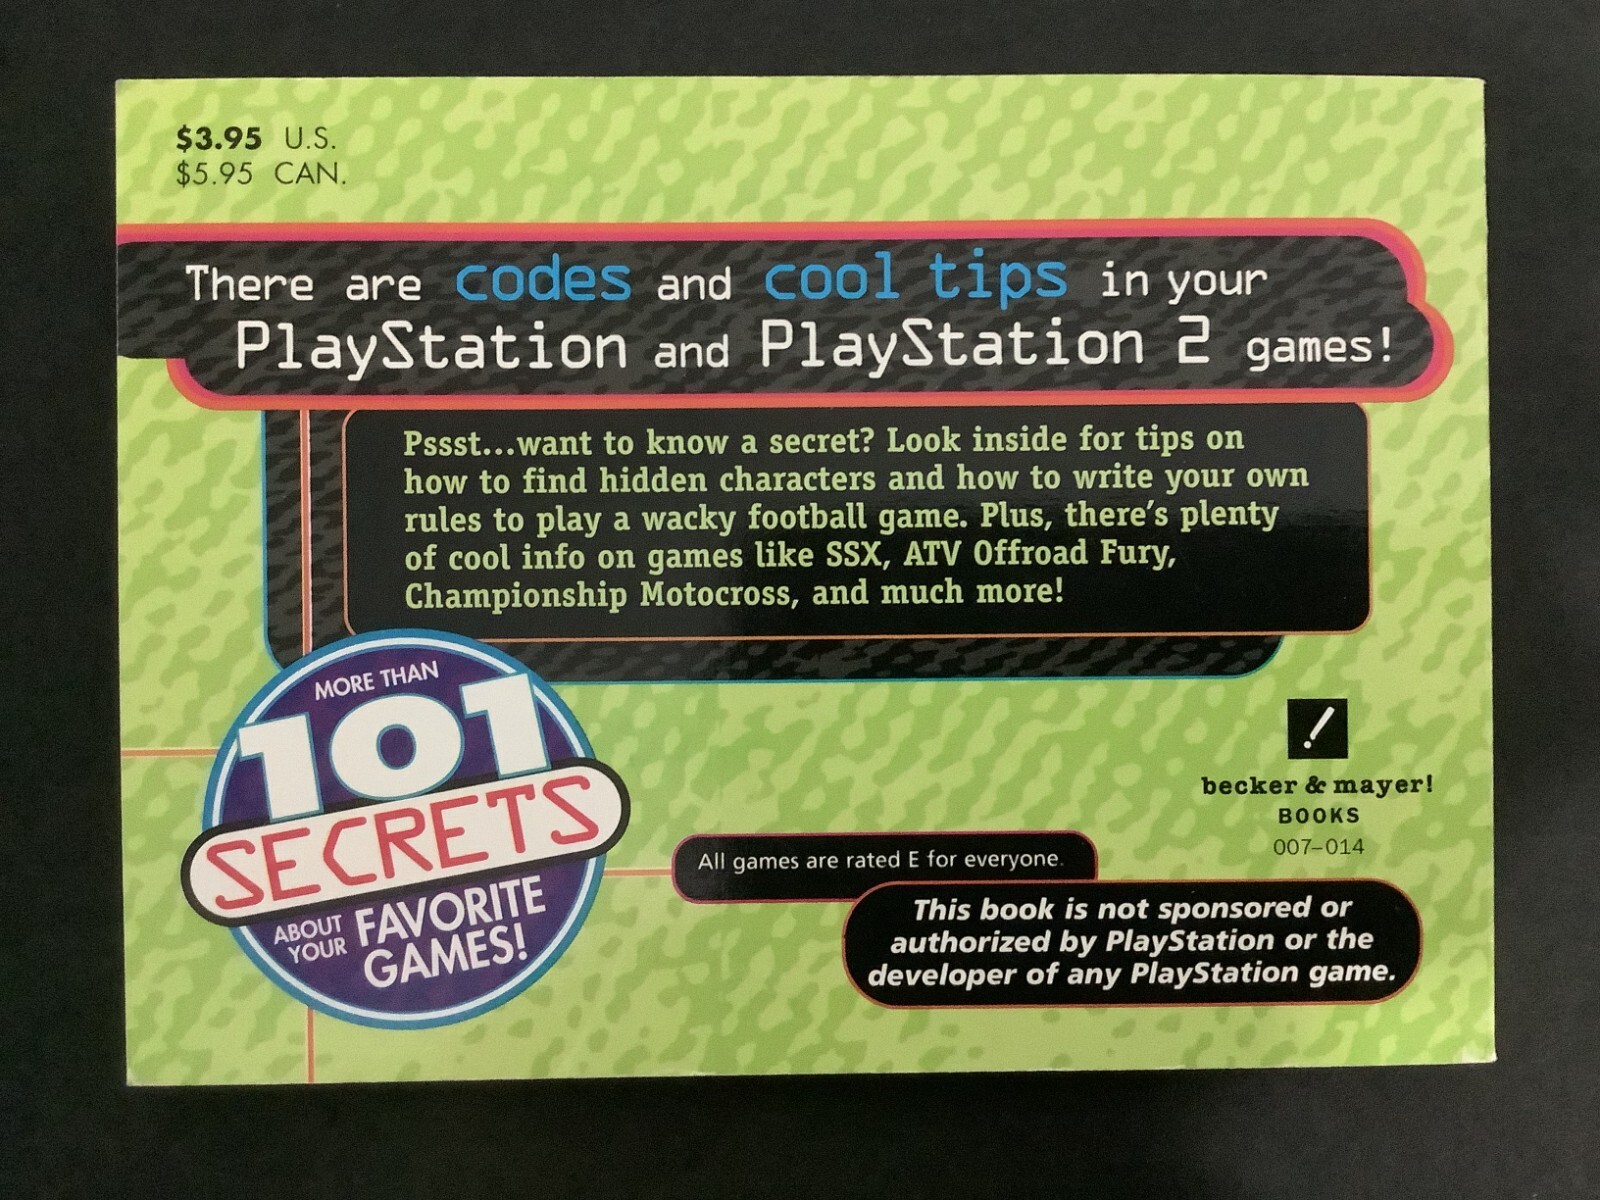 $3.95 U.S.
$5.95 CAN.
There are codes and cool tips in your
PlayStation and PlayStation 2 games!
Pssst...want to know a secret? Look inside for tips on
how to find hidden characters and how to write your own
rules to play a wacky football game. Plus, there's plenty
of cool info on games like SSX, ATV Offroad Fury,
Championship Motocross, and much more!
MORE THAN
101
SECRETS
ABOUT YOUR
FAVORITE
GAMES!
!
becker & mayer!
BOOKS
007–014
All games are rated E for everyone.
This book is not sponsored or
authorized by PlayStation or the
developer of any PlayStation game.